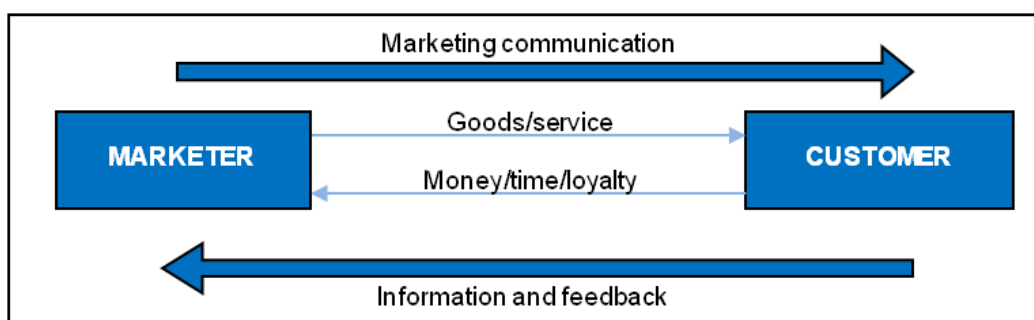 Marketing communication
Goods/service
MARKETER
CUSTOMER
Money/time/loyalty
Information and feedback